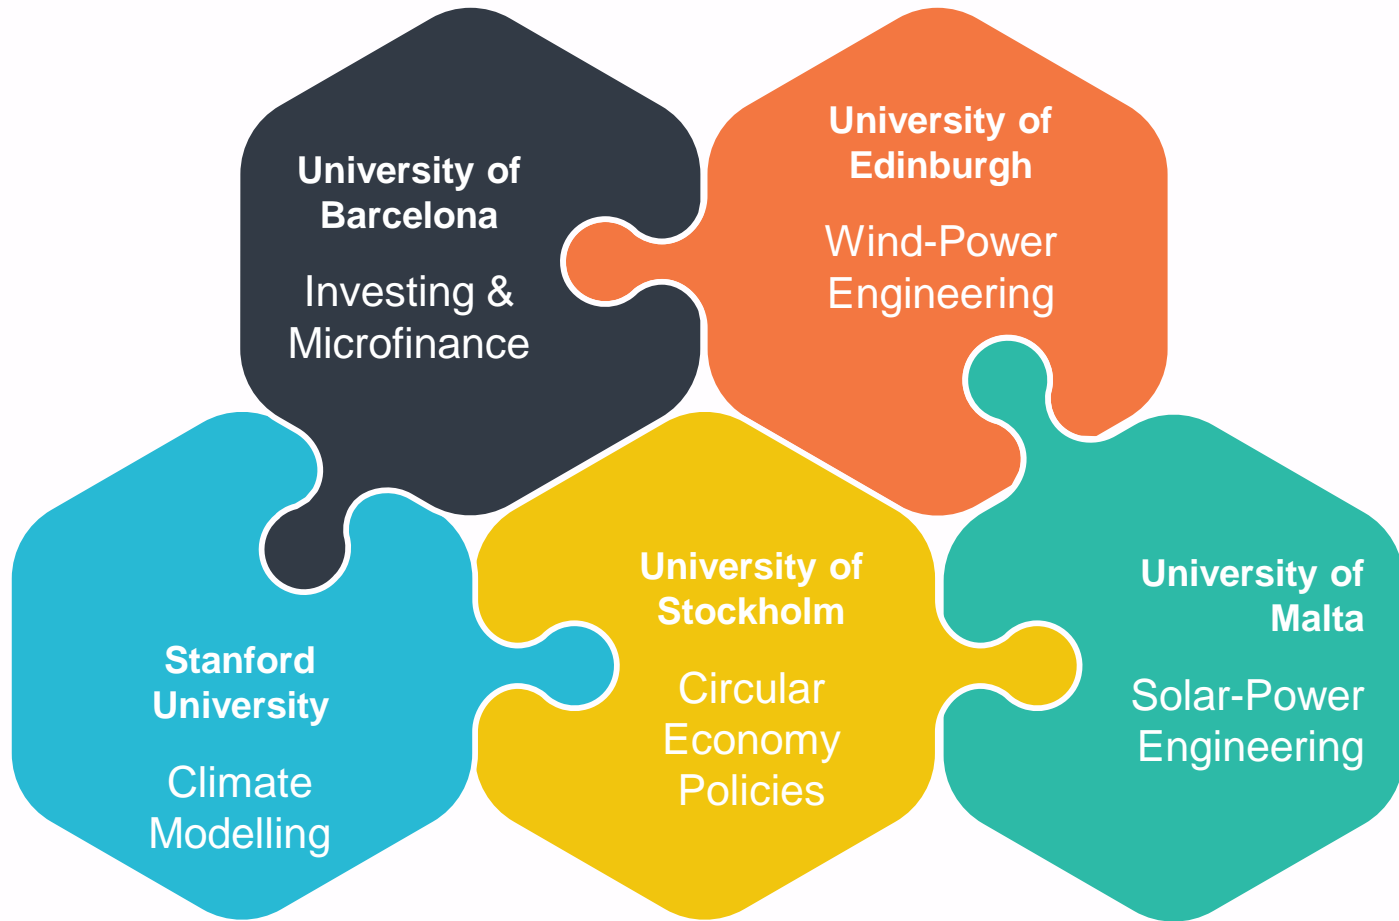 University of
Barcelona
Investing &
Microfinance
University of
Edinburgh
Wind-Power
Engineering
Stanford
University
Climate
Modelling
University of
Stockholm
Circular
Economy
Policies
University of
Malta
Solar-Power
Engineering